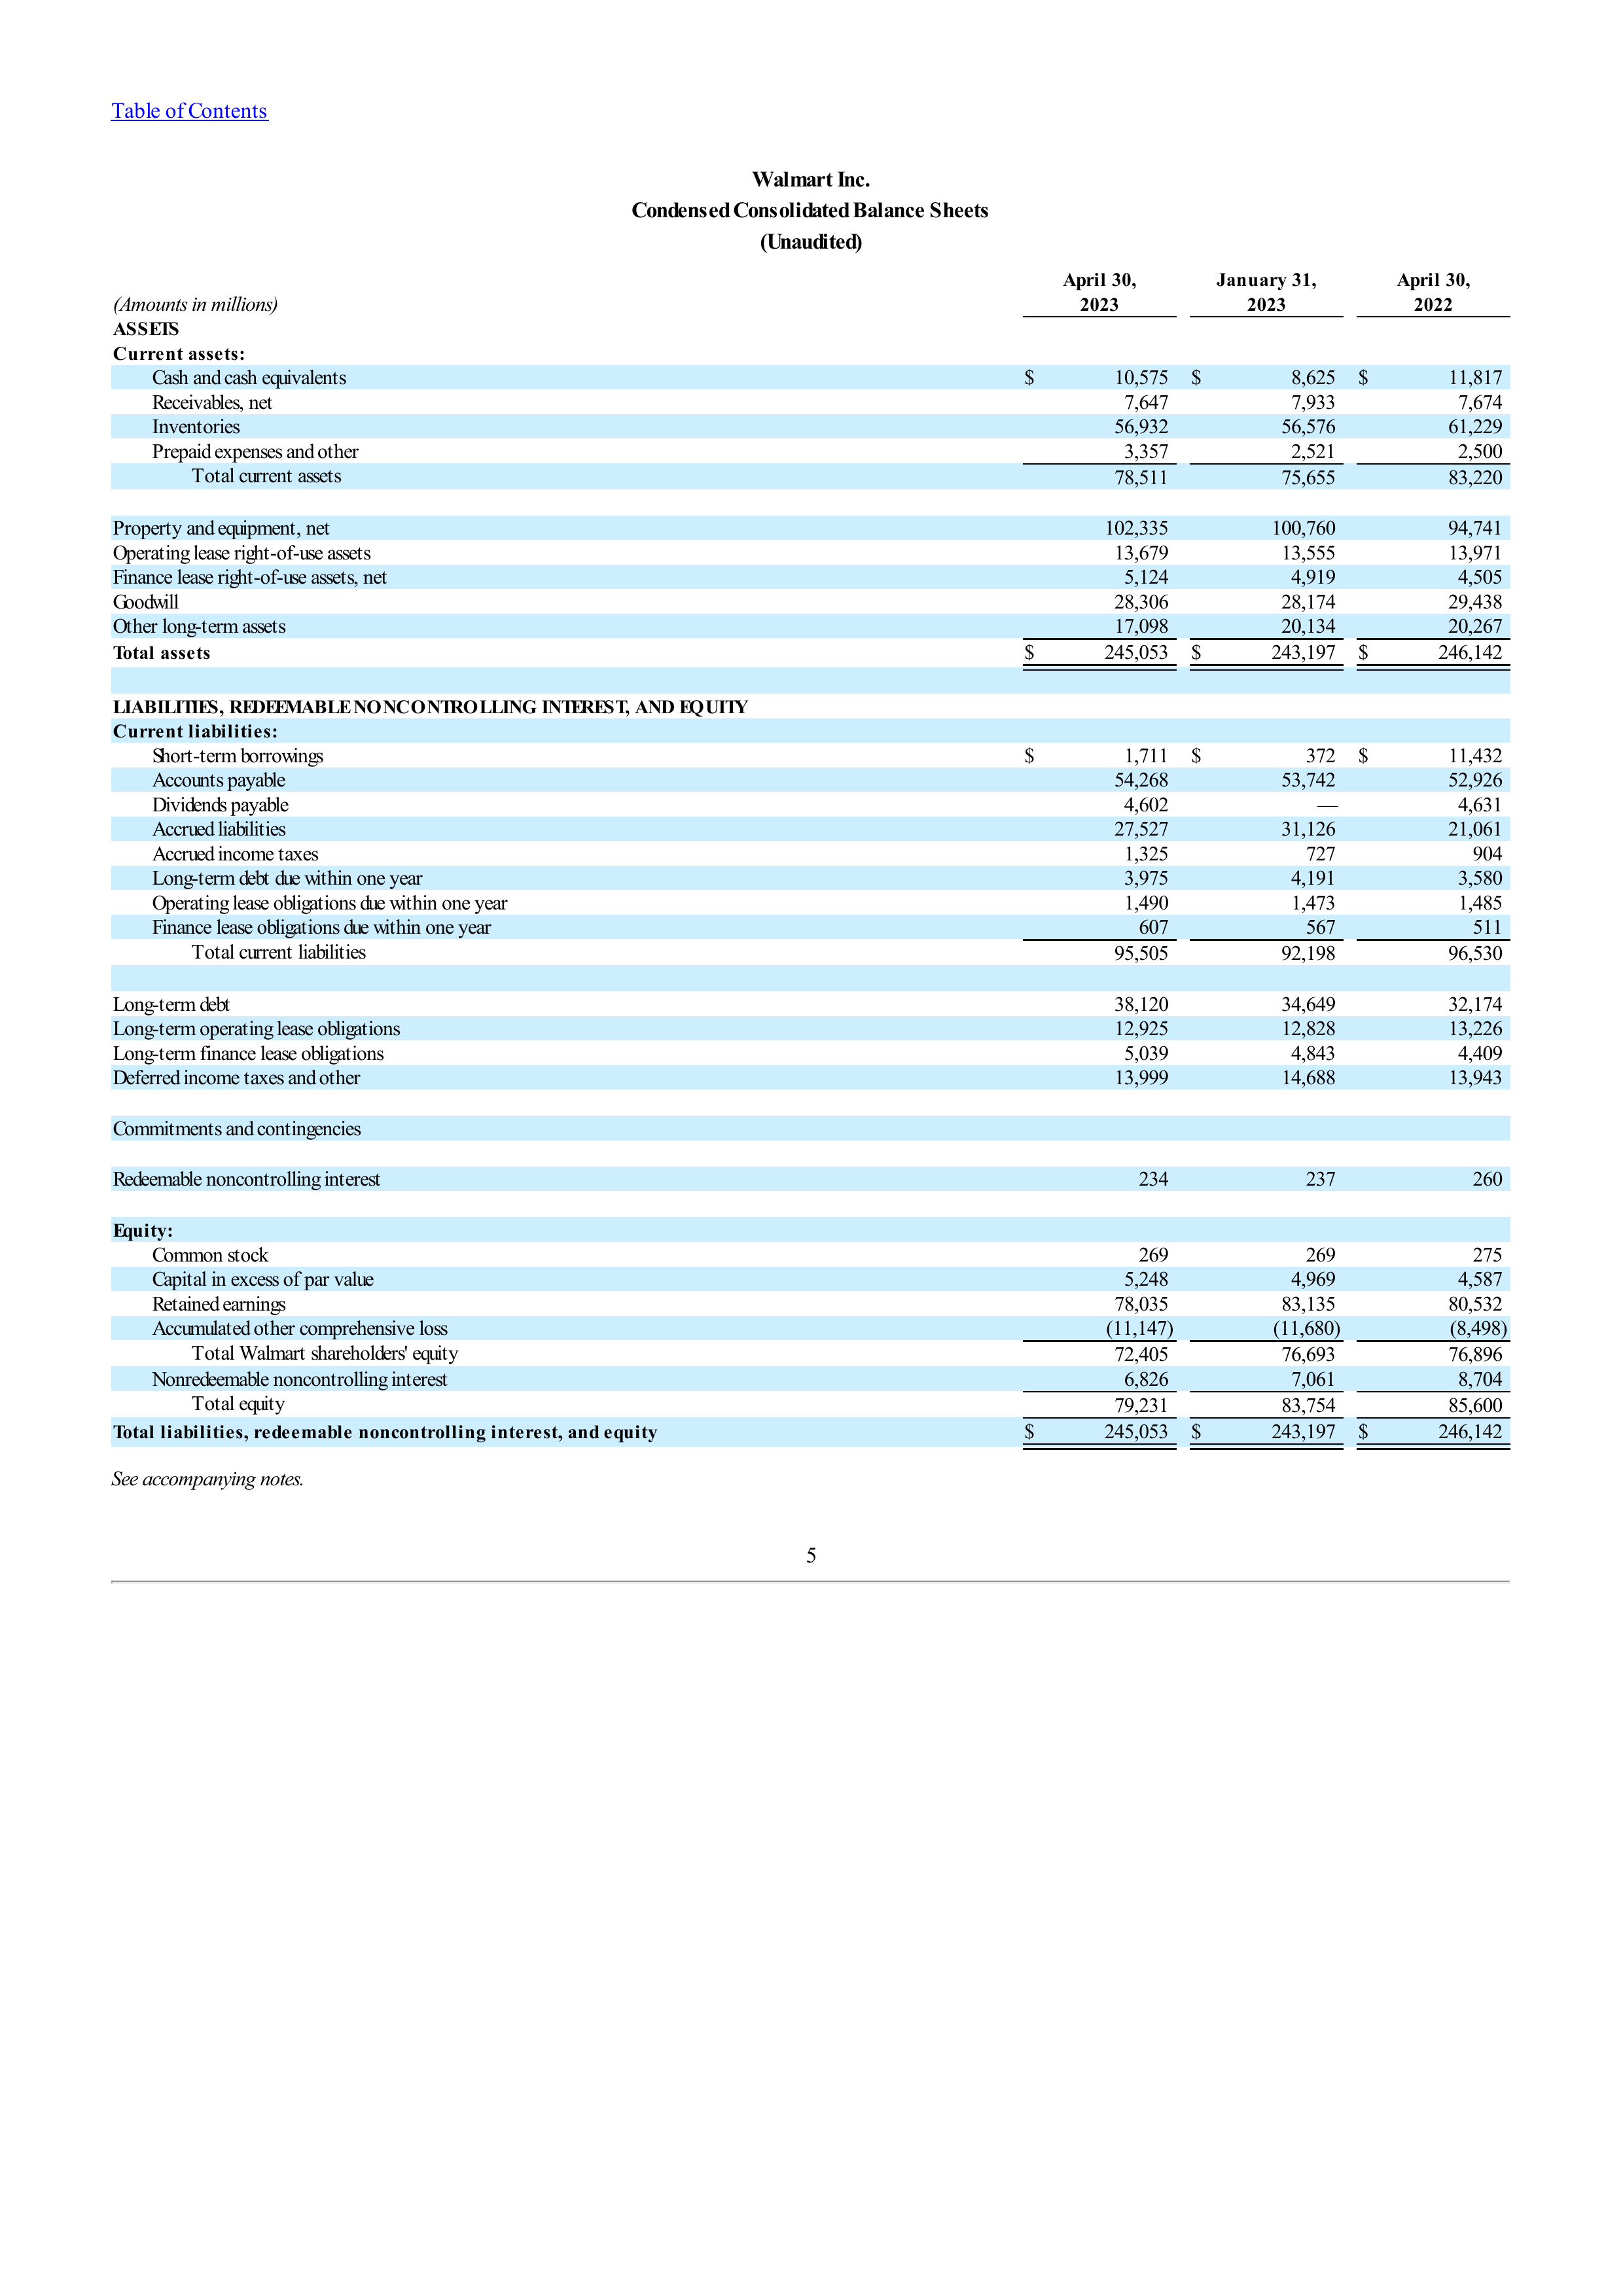 Table of Contents
Walmart Inc.
Condensed Consolidated Balance Sheets
(Unaudited)
April 30, January 31, April 30,
(Amounts in millions) 2023 2023 2022
ASSETS
Current assets:
Cash and cash equivalents $ 10,575 $ 8,625 $ 11,817
Receivables, net 7,647 7,933 7,674
Inventories 56,932 56,576 61,229
Prepaid expenses and other 3,357 2,521 2,500
Total current assets 78,511 75,655 83,220
Property and equipment, net 102,335 100,760 94,741
Operating lease right-of-use assets 13,679 13,555 13,971
Finance lease right-of-use assets, net 5,124 4,919 4,505
Goodwill 28,306 28,174 29,438
Other long-term assets 17,098 20,134 20,267
Total assets $ 245,053 $ 243,197 $ 246,142
LIABILITIES, REDEEMABLE NONCONTROLLING INTEREST, AND EQUITY
Current liabilities:
Short-term borrowings $ 1,711 $ 372 $ 11,432
Accounts payable 54,268 53,742 52,926
Dividends payable 4,602 — 4,631
Accrued liabilities 27,527 31,126 21,061
Accrued income taxes 1,325 727 904
Long-term debt due within one year 3,975 4,191 3,580
Operating lease obligations due within one year 1,490 1,473 1,485
Finance lease obligations due within one year 607 567 511
Total current liabilities 95,505 92,198 96,530
Long-term debt 38,120 34,649 32,174
Long-term operating lease obligations 12,925 12,828 13,226
Long-term finance lease obligations 5,039 4,843 4,409
Deferred income taxes and other 13,999 14,688 13,943
Commitments and contingencies
Redeemable noncontrolling interest 234 237 260
Equity:
Common stock 269 269 275
Capital in excess of par value 5,248 4,969 4,587
Retained earnings 78,035 83,135 80,532
Accumulated other comprehensive loss (11,147) (11,680) (8,498)
Total Walmart shareholders' equity 72,405 76,693 76,896
Nonredeemable noncontrolling interest 6,826 7,061 8,704
Total equity 79,231 83,754 85,600
Total liabilities, redeemable noncontrolling interest, and equity $ 245,053 $ 243,197 $ 246,142
See accompanying notes.
5